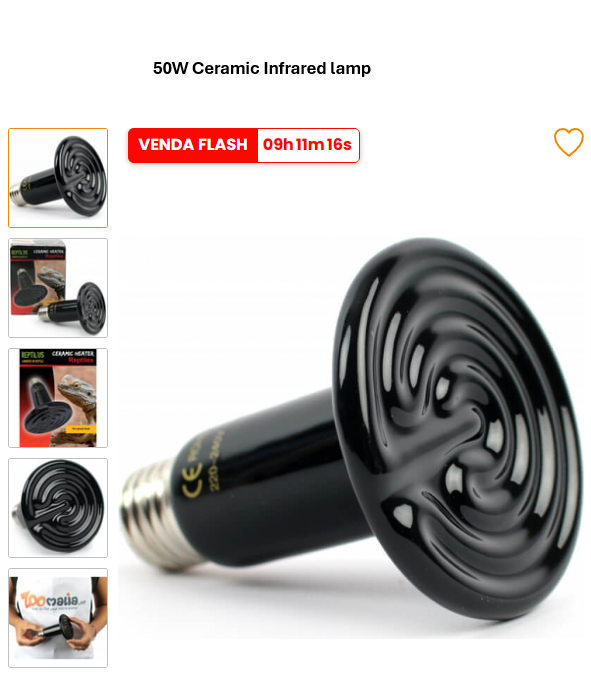 50W Ceramic Infrared lamp
VENDA FLASH 09h 11m 16s
CE
220-240V
REPTILUS
CERAMIC HEATER
Reptiles
REPTILUS
CERAMIC HEATER
Reptiles
zoomalia